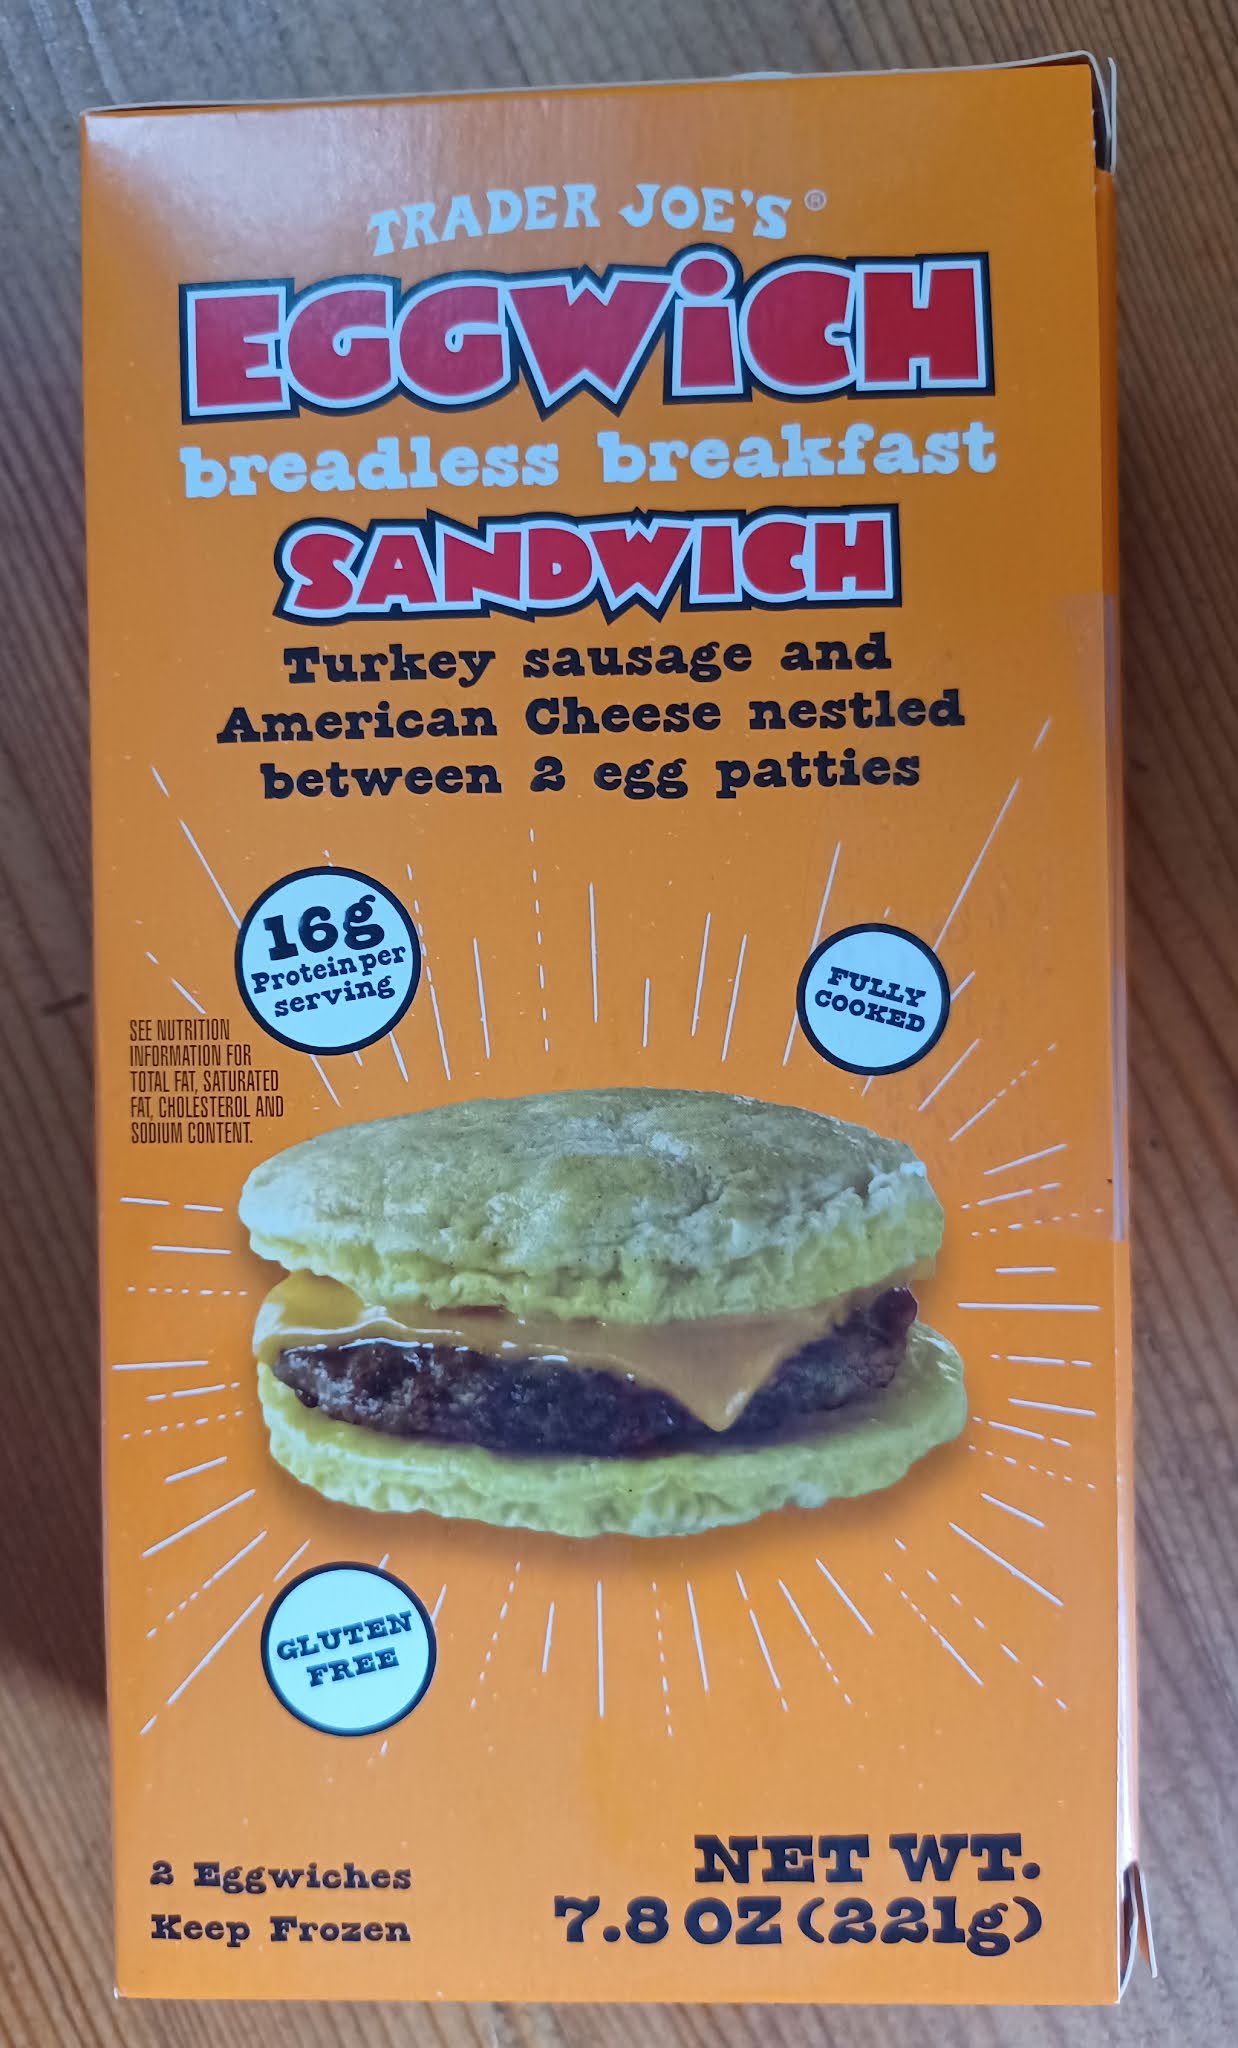 TRADER JOE'S®
EGGWiCH
breadless breakfast
SANDWICH
Turkey sausage and
American Cheese nestled
between 2 egg patties
16g
Protein per
serving
FULLY
COOKED
SEE NUTRITION
INFORMATION FOR
TOTAL FAT, SATURATED
FAT, CHOLESTEROL AND
SODIUM CONTENT.
GLUTEN
FREE
2 Eggwiches
Keep Frozen
NET WT.
7.8 OZ (221g)